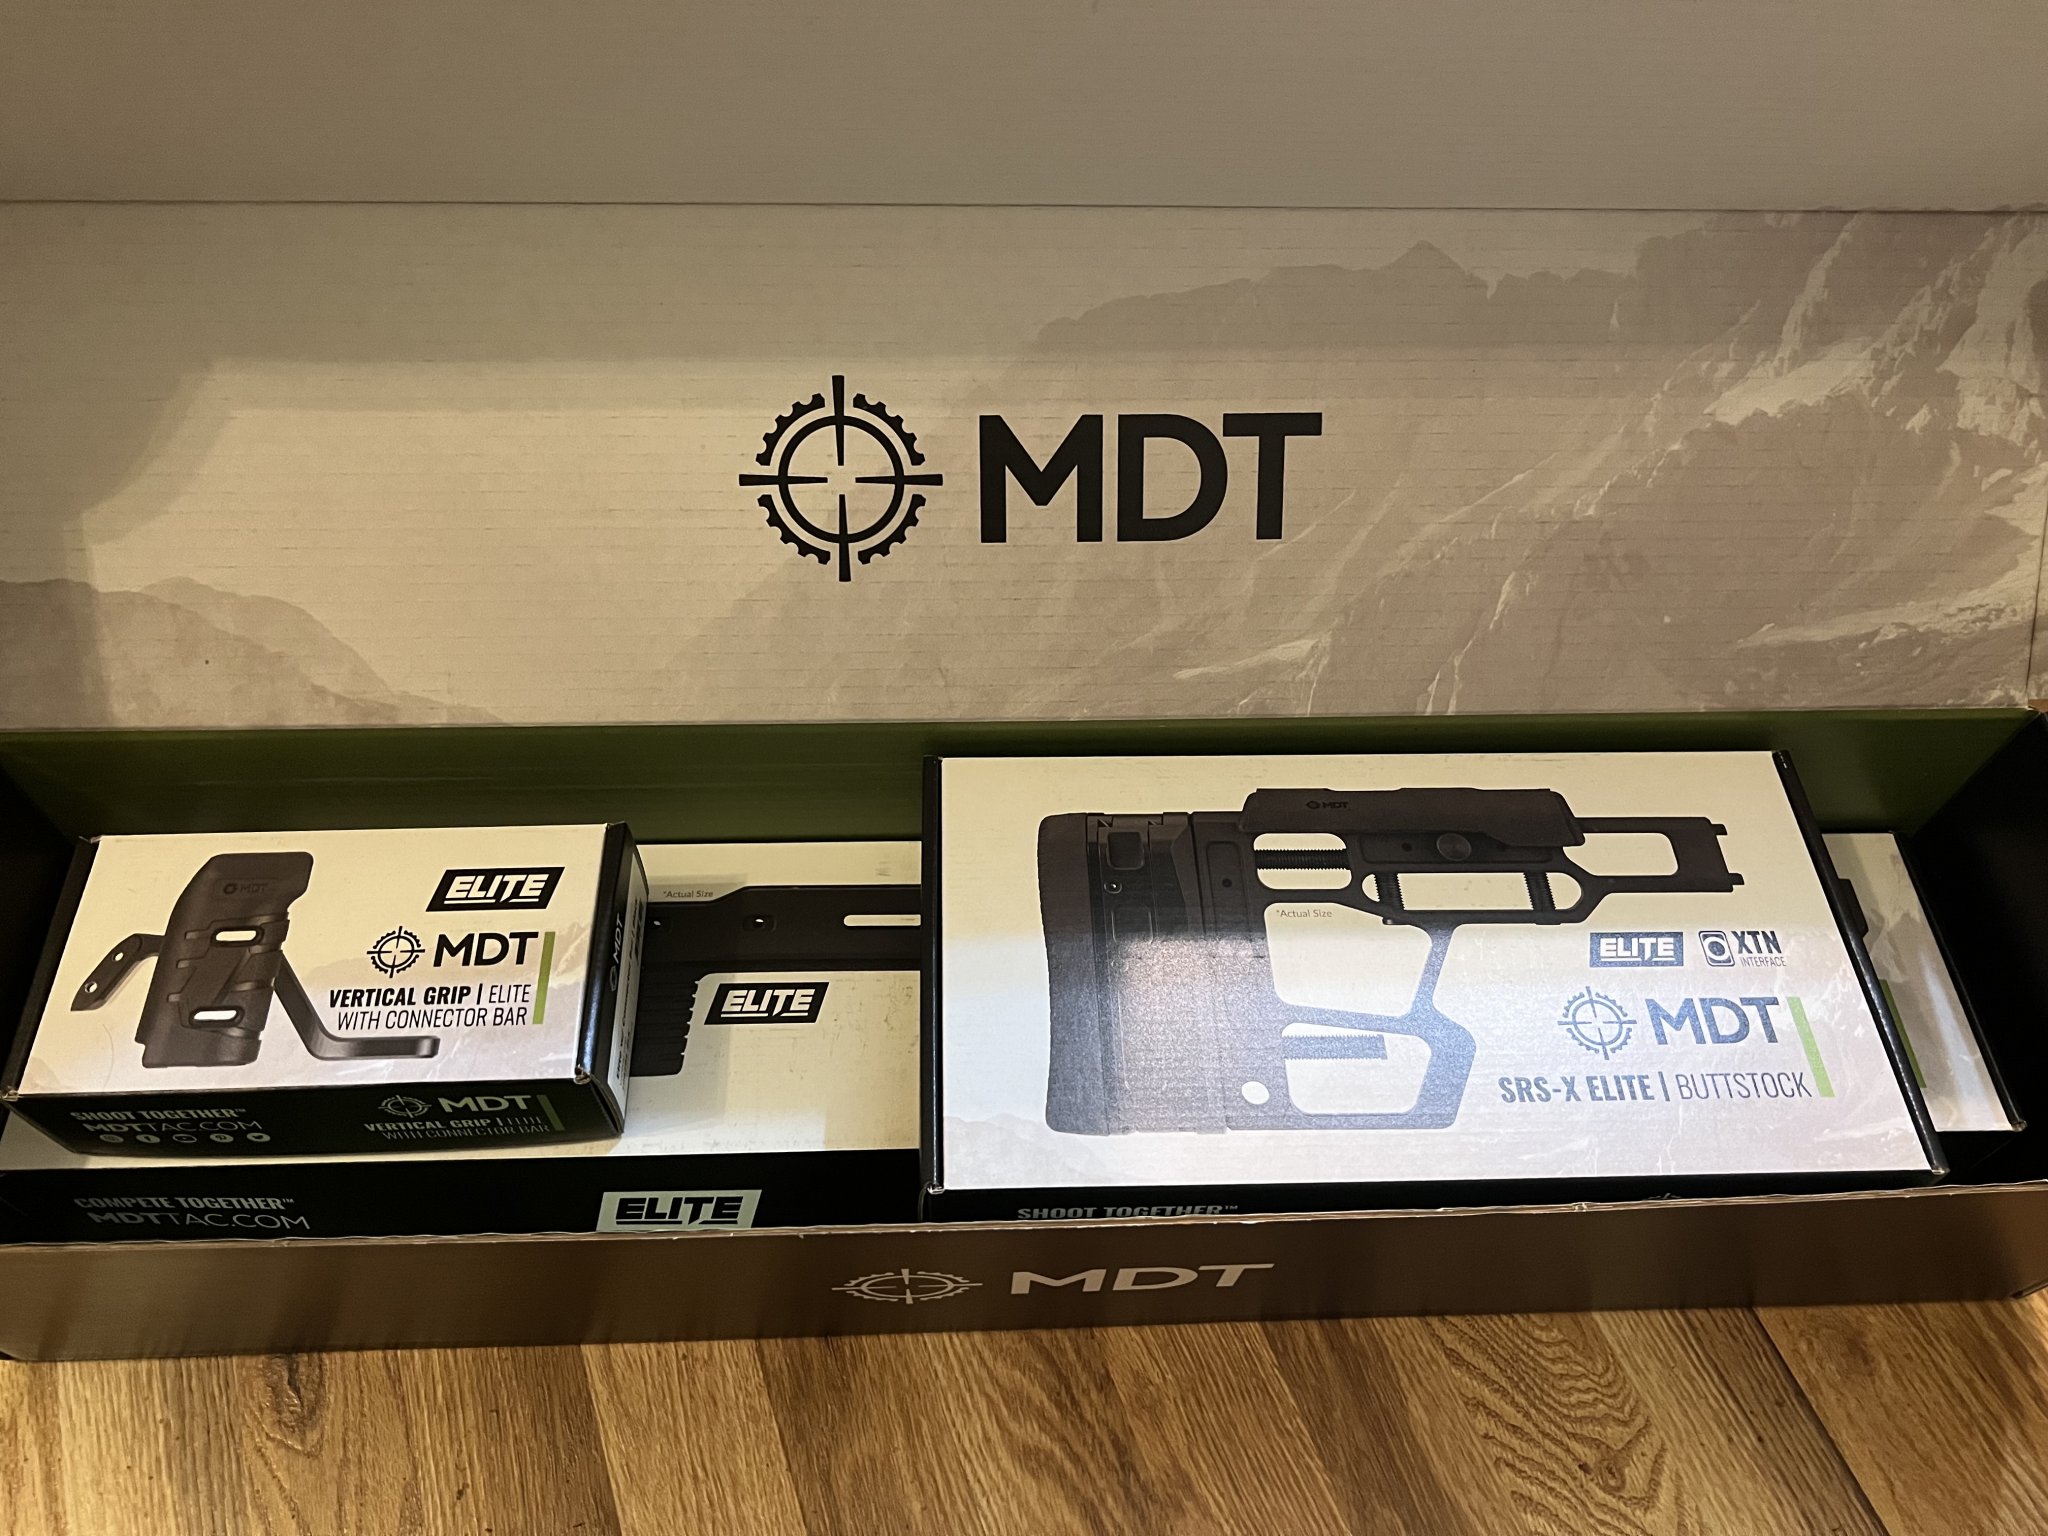 MDT
MDT
ELITE
MDT
VERTICAL GRIP | ELITE
WITH CONNECTOR BAR
MDT
SHOOT TOGETHER™
MDTTAC.COM
MDT
VERTICAL GRIP | ELITE
WITH CONNECTOR BAR
*Actual Size
ELITE
COMPETE TOGETHER™
MDTTAC.COM
ELITE
MDT
*Actual Size
ELITE
XTN
INTERFACE
MDT
SRS-X ELITE | BUTTSTOCK
SHOOT TOGETHER™
MDT